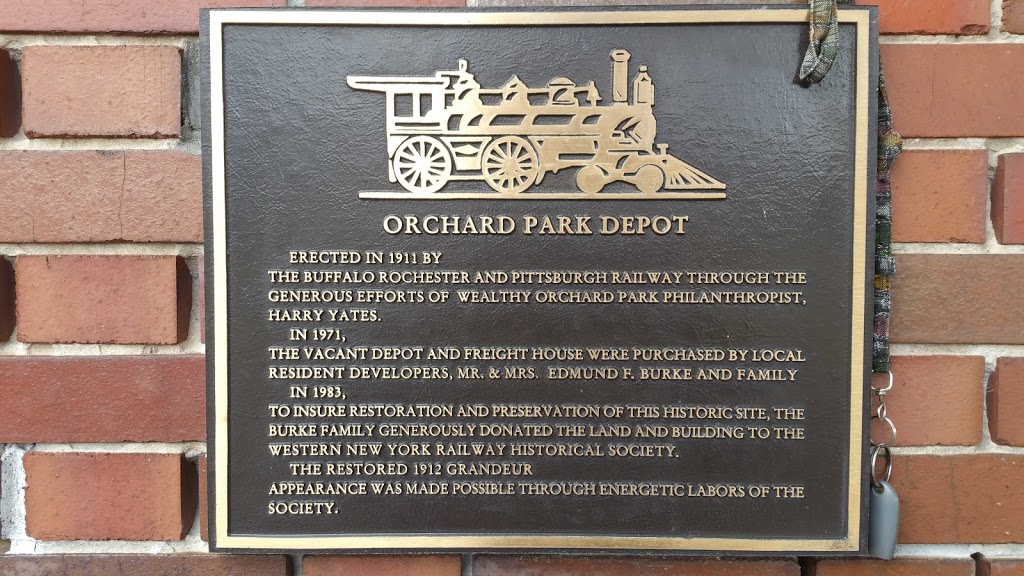 ORCHARD PARK DEPOT
ERECTED IN 1911 BY
THE BUFFALO ROCHESTER AND PITTSBURGH RAILWAY THROUGH THE
GENEROUS EFFORTS OF WEALTHY ORCHARD PARK PHILANTHROPIST,
HARRY YATES.
IN 1971,
THE VACANT DEPOT AND FREIGHT HOUSE WERE PURCHASED BY LOCAL
RESIDENT DEVELOPERS, MR. & MRS. EDMUND F. BURKE AND FAMILY
IN 1983,
TO INSURE RESTORATION AND PRESERVATION OF THIS HISTORIC SITE, THE
BURKE FAMILY GENEROUSLY DONATED THE LAND AND BUILDING TO THE
WESTERN NEW YORK RAILWAY HISTORICAL SOCIETY.
THE RESTORED 1912 GRANDEUR
APPEARANCE WAS MADE POSSIBLE THROUGH ENERGETIC LABORS OF THE
SOCIETY.